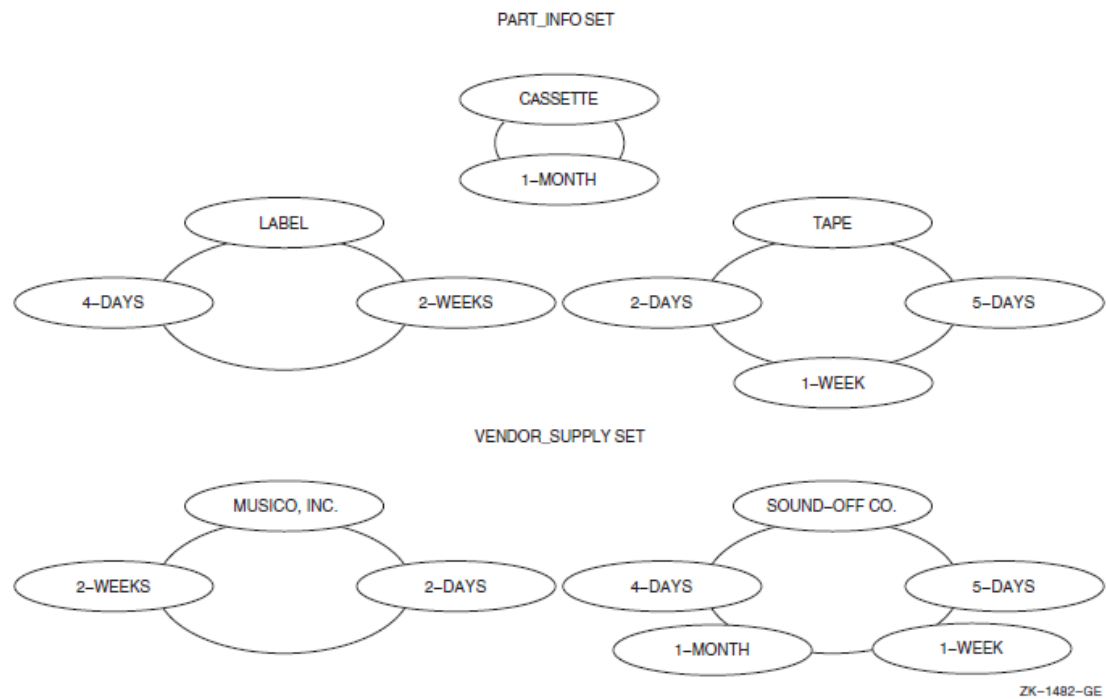 PART_INFO SET
CASSETTE
1–MONTH
LABEL
TAPE
4–DAYS
2–WEEKS
2–DAYS
5–DAYS
1–WEEK
VENDOR_SUPPLY SET
MUSICO, INC.
SOUND–OFF CO.
2–WEEKS
2–DAYS
4–DAYS
5–DAYS
1–MONTH
1–WEEK
ZK–1482–GE